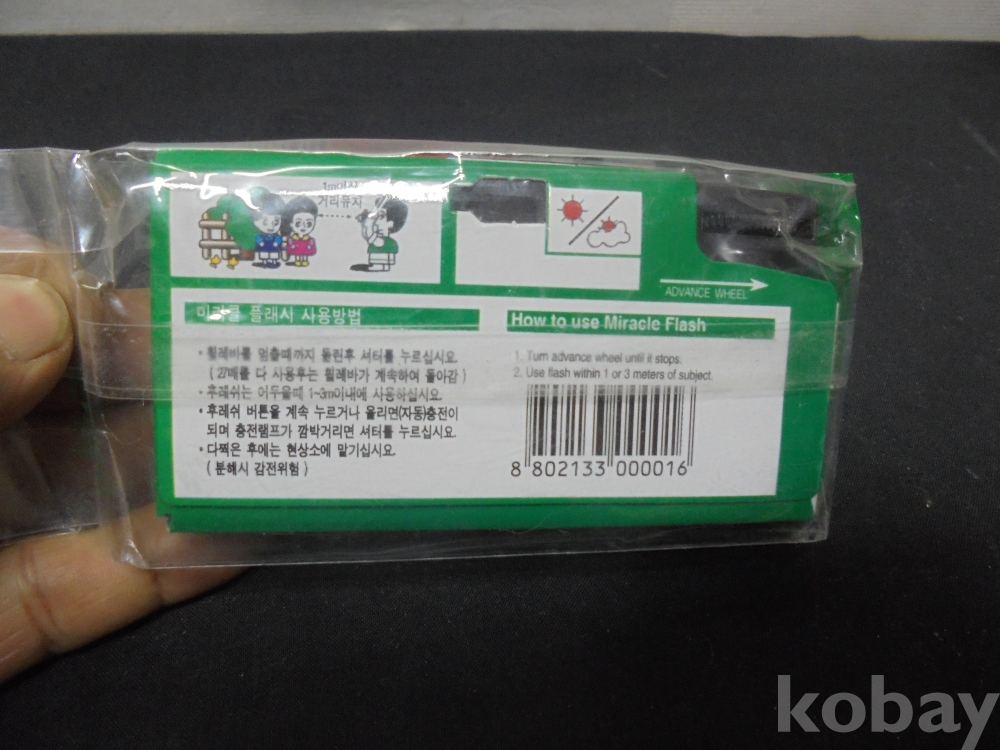 1m이상
거리유지
ADVANCE WHEEL
미라클 플래시 사용방법
· 휠레바를 멈출때까지 돌린후 셔터를 누르십시요.
( 27매를 다 사용후는 휠레바가 계속하여 돌아감 )
· 후레쉬는 어두울때 1~3m이내에 사용하십시요.
· 후레쉬 버튼을 계속 누르거나 올리면(자동)충전이
되며 충전램프가 깜박거리면 셔터를 누르십시요.
· 다찍은 후에는 현상소에 맡기십시요.
( 분해시 감전위험 )
How to use Miracle Flash
1. Turn advance wheel until it stops.
2. Use flash within 1 or 3 meters of subject.
8 802133 000016
kobay